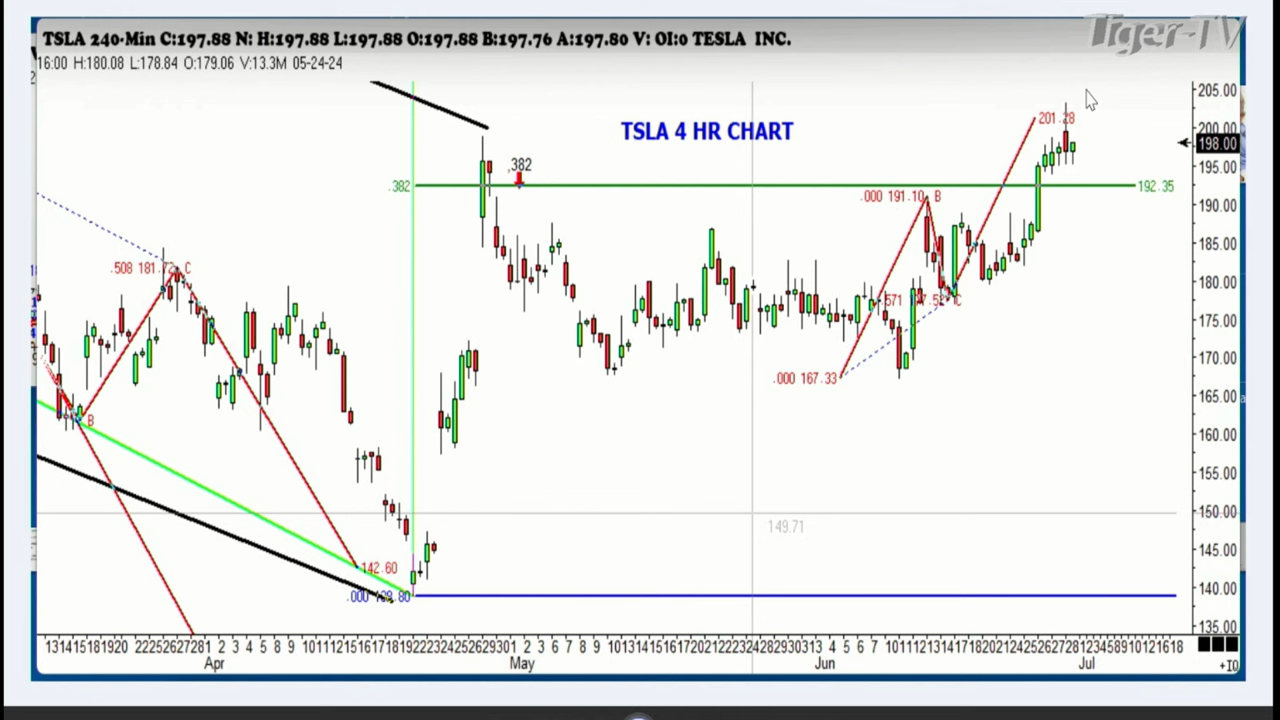 TSLA 240-Min C:197.88 N: H:197.88 L:197.88 O:197.88 B:197.76 A:197.80 V: OI:0 TESLA INC.
Tiger-TV
16:00 H:180.08 L:178.84 O:179.06 V:13.3M 05-24-24
205.00
TSLA 4 HR CHART
201.28
200.00
198.00
195.00
.382
.382
192.35
.000 191.10 B
190.00
185.00
.508 181.72 C
180.00
C
175.00
170.00
.000 167.33
165.00
B
160.00
155.00
150.00
149.71
145.00
142.60
140.00
.000 138.80
135.00
Apr
May
Jun
Jul
+10